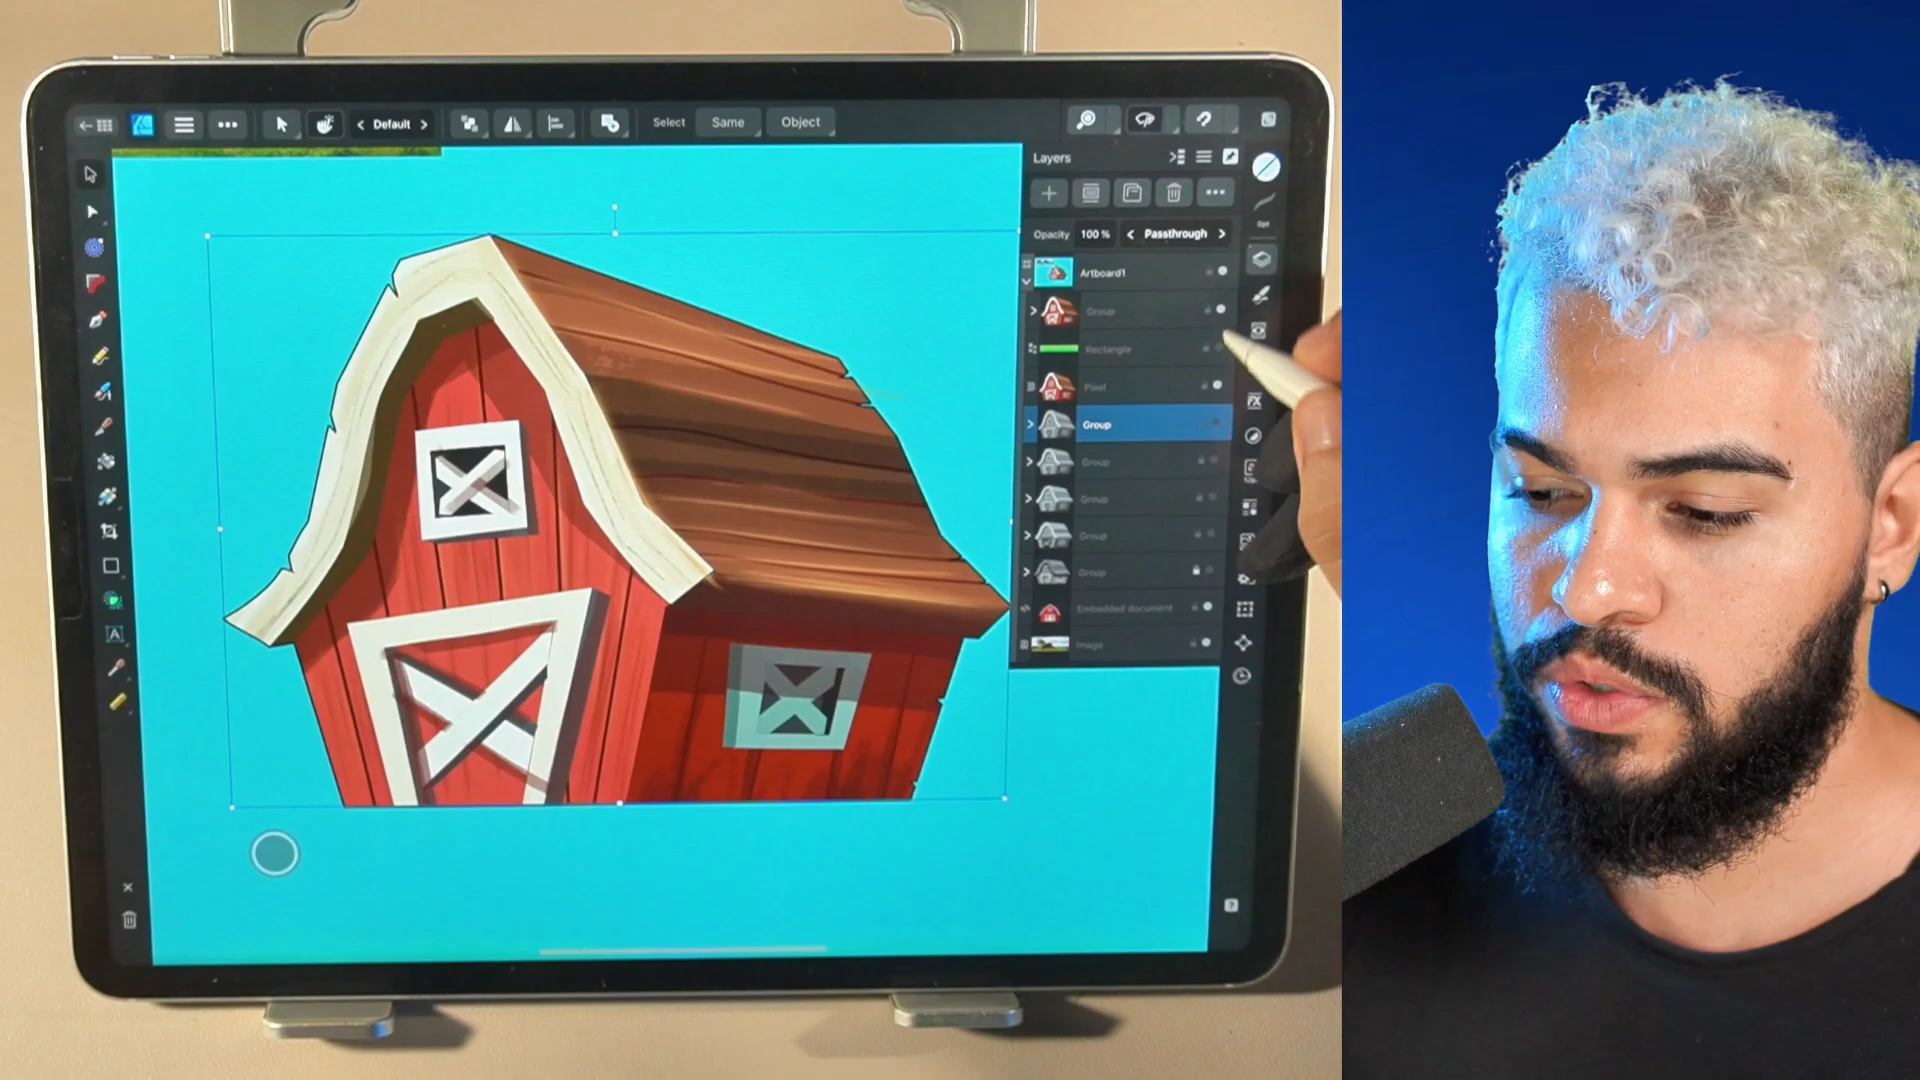 Default
Select
Same
Object
Layers
Opacity
100 %
Passthrough
Artboard1
Group
Rectangle
Pixel
Group
Group
Group
Group
Group
Embedded document
Image
FX
A